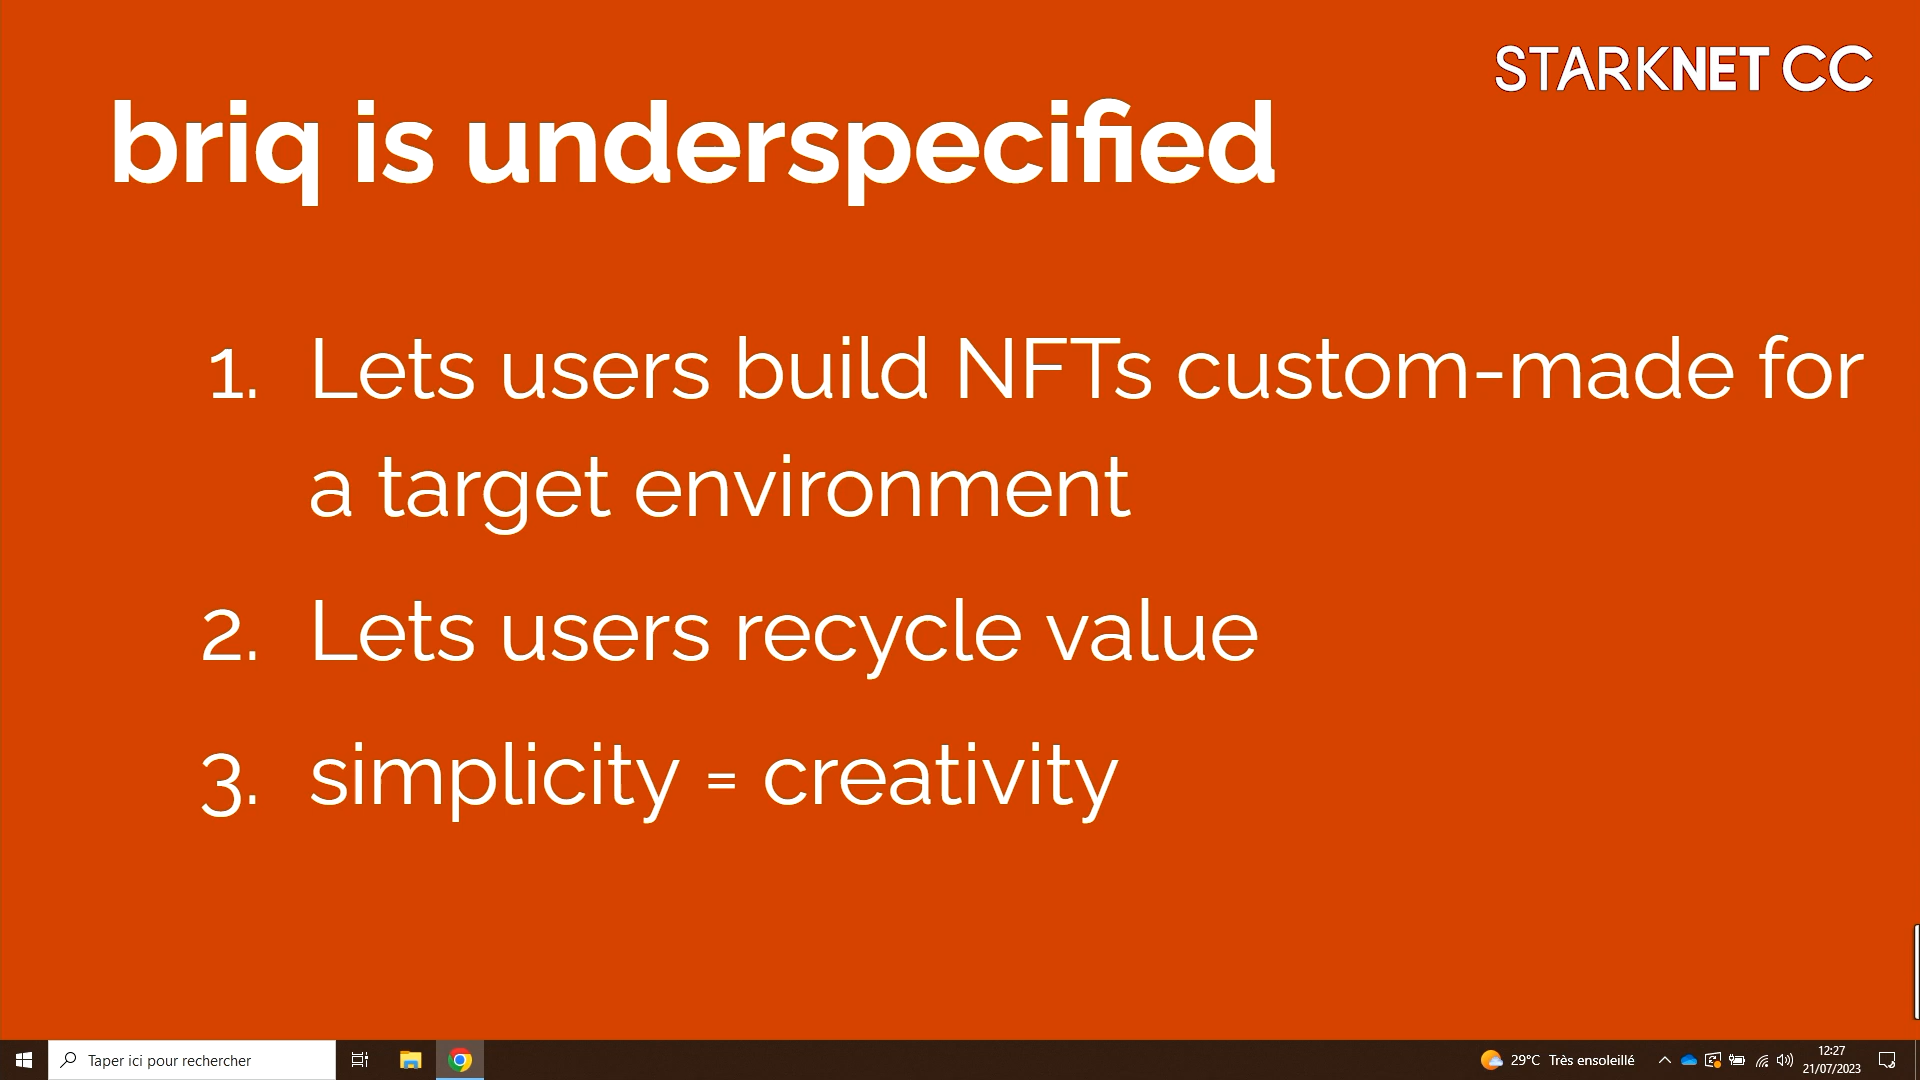 STARKNET CC
briq is underspecified
1. Lets users build NFTs custom-made for
a target environment
2. Lets users recycle value
3. simplicity = creativity
Taper ici pour rechercher
29°C Très ensoleillé
12:27
21/07/2023